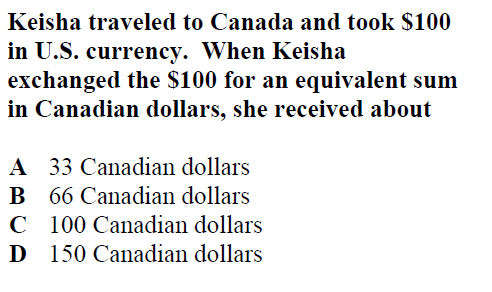 Keisha traveled to Canada and took $100
in U.S. currency.  When Keisha
exchanged the $100 for an equivalent sum
in Canadian dollars, she received about
A 33 Canadian dollars
B 66 Canadian dollars
C 100 Canadian dollars
D 150 Canadian dollars